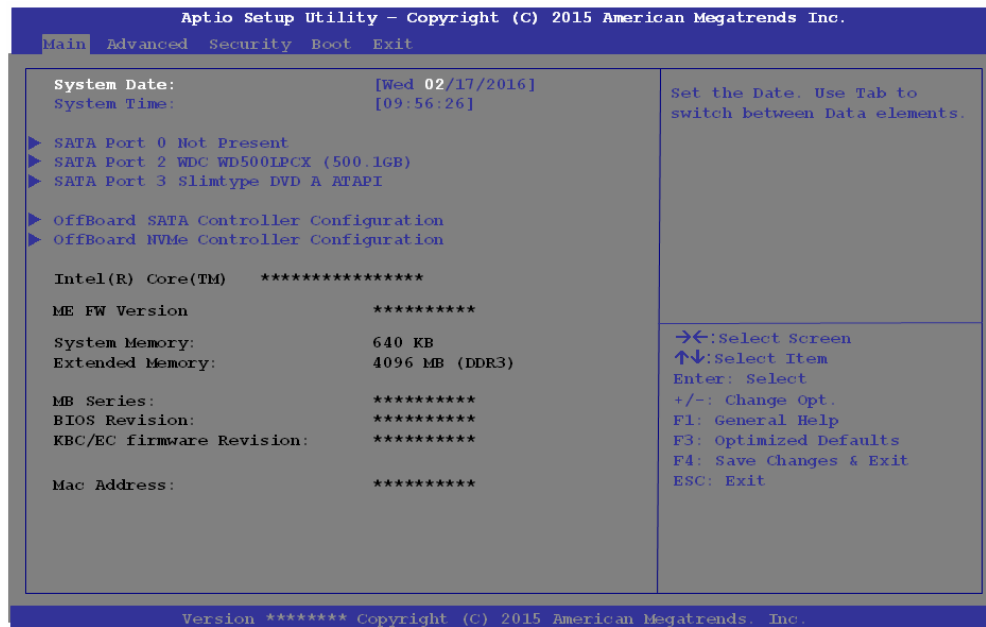 Aptio Setup Utility – Copyright (C) 2015 American Megatrends Inc.
Main Advanced Security Boot Exit
System Date: [Wed 02/17/2016]
System Time: [09:56:26]
SATA Port 0 Not Present
SATA Port 2 WDC WD500LPCX (500.1GB)
SATA Port 3 Slimtype DVD A ATAPI
OffBoard SATA Controller Configuration
OffBoard NVMe Controller Configuration
Intel(R) Core(TM) ****************
ME FW Version **********
System Memory: 640 KB
Extended Memory: 4096 MB (DDR3)
MB Series: **********
BIOS Revision: **********
KBC/EC firmware Revision: **********
Mac Address: **********
Set the Date. Use Tab to
switch between Data elements.
→←:Select Screen
↑↓:Select Item
Enter: Select
+/-: Change Opt.
F1: General Help
F3: Optimized Defaults
F4: Save Changes & Exit
ESC: Exit
Version ******** Copyright (C) 2015 American Megatrends. Inc.